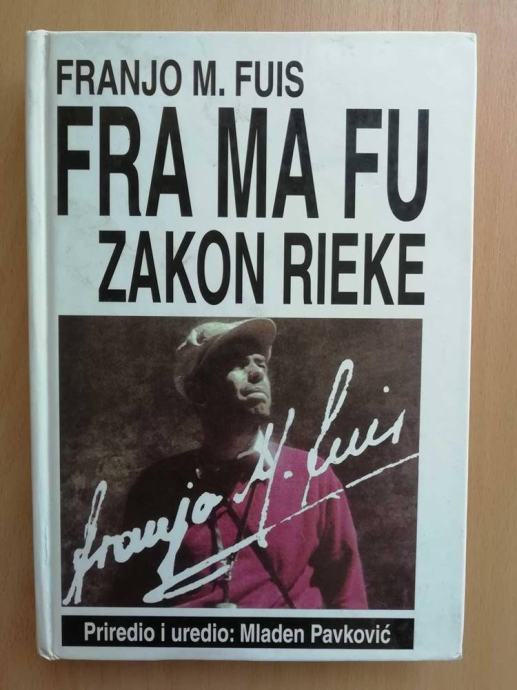 FRANJO M. FUIS
FRA MA FU
ZAKON RIEKE
Franjo M. Fuis
Priredio i uredio: Mladen Pavković